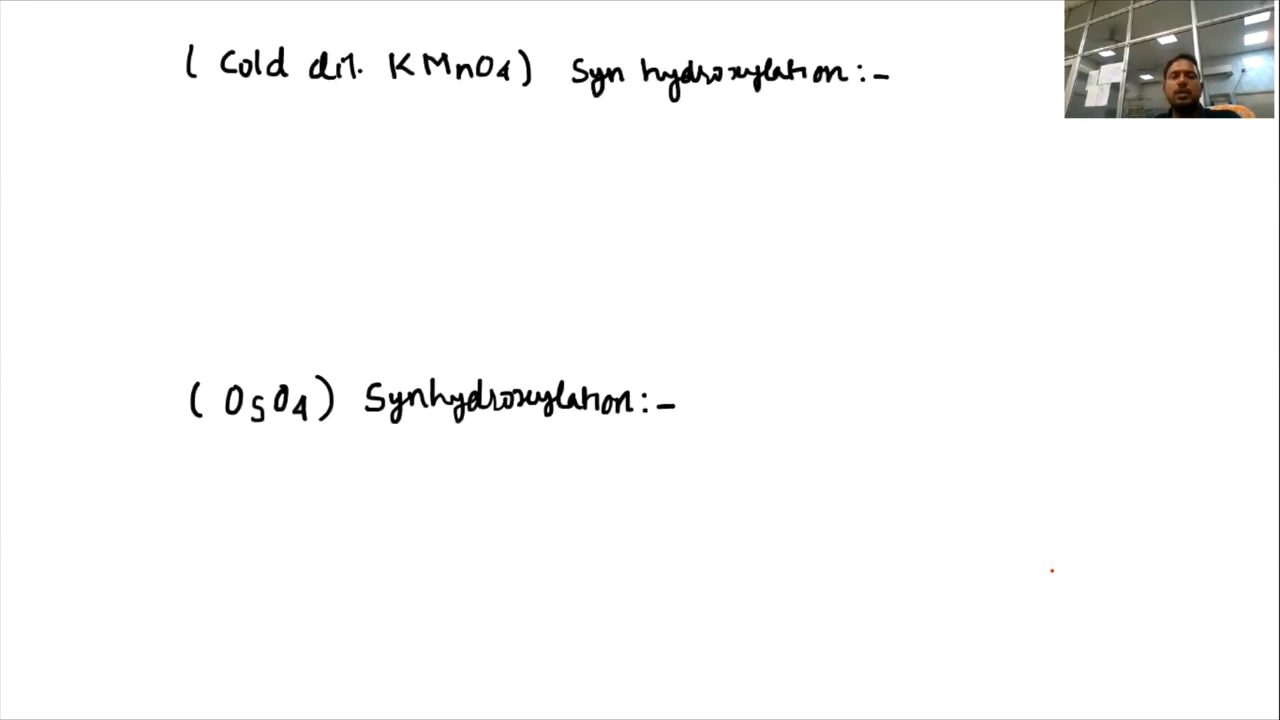 ( Cold dil. KMnO4) Syn hydroxylation :-
( OsO4) Synhydroxylation :-